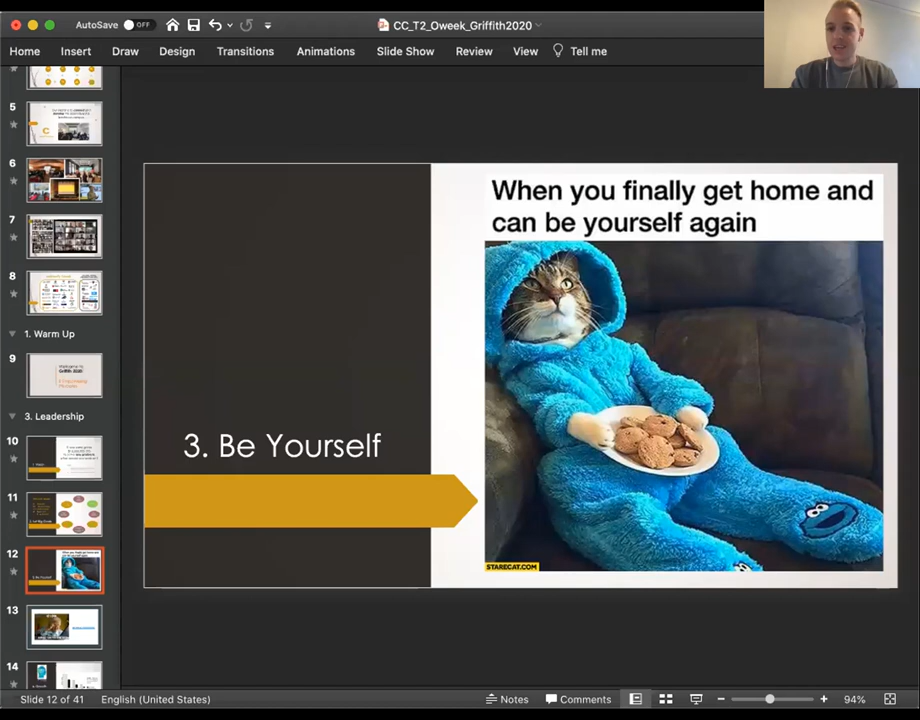 AutoSave OFF
CC_T2_Oweek_Griffith2020
Home Insert Draw Design Transitions Animations Slide Show Review View Tell me
5
6
7
8
1. Warm Up
9
Griffith 2020
3. Leadership
10
11
12
13
14
3. Be Yourself
When you finally get home and
can be yourself again
STARECAT.COM
Slide 12 of 41 English (United States) Notes Comments 94%